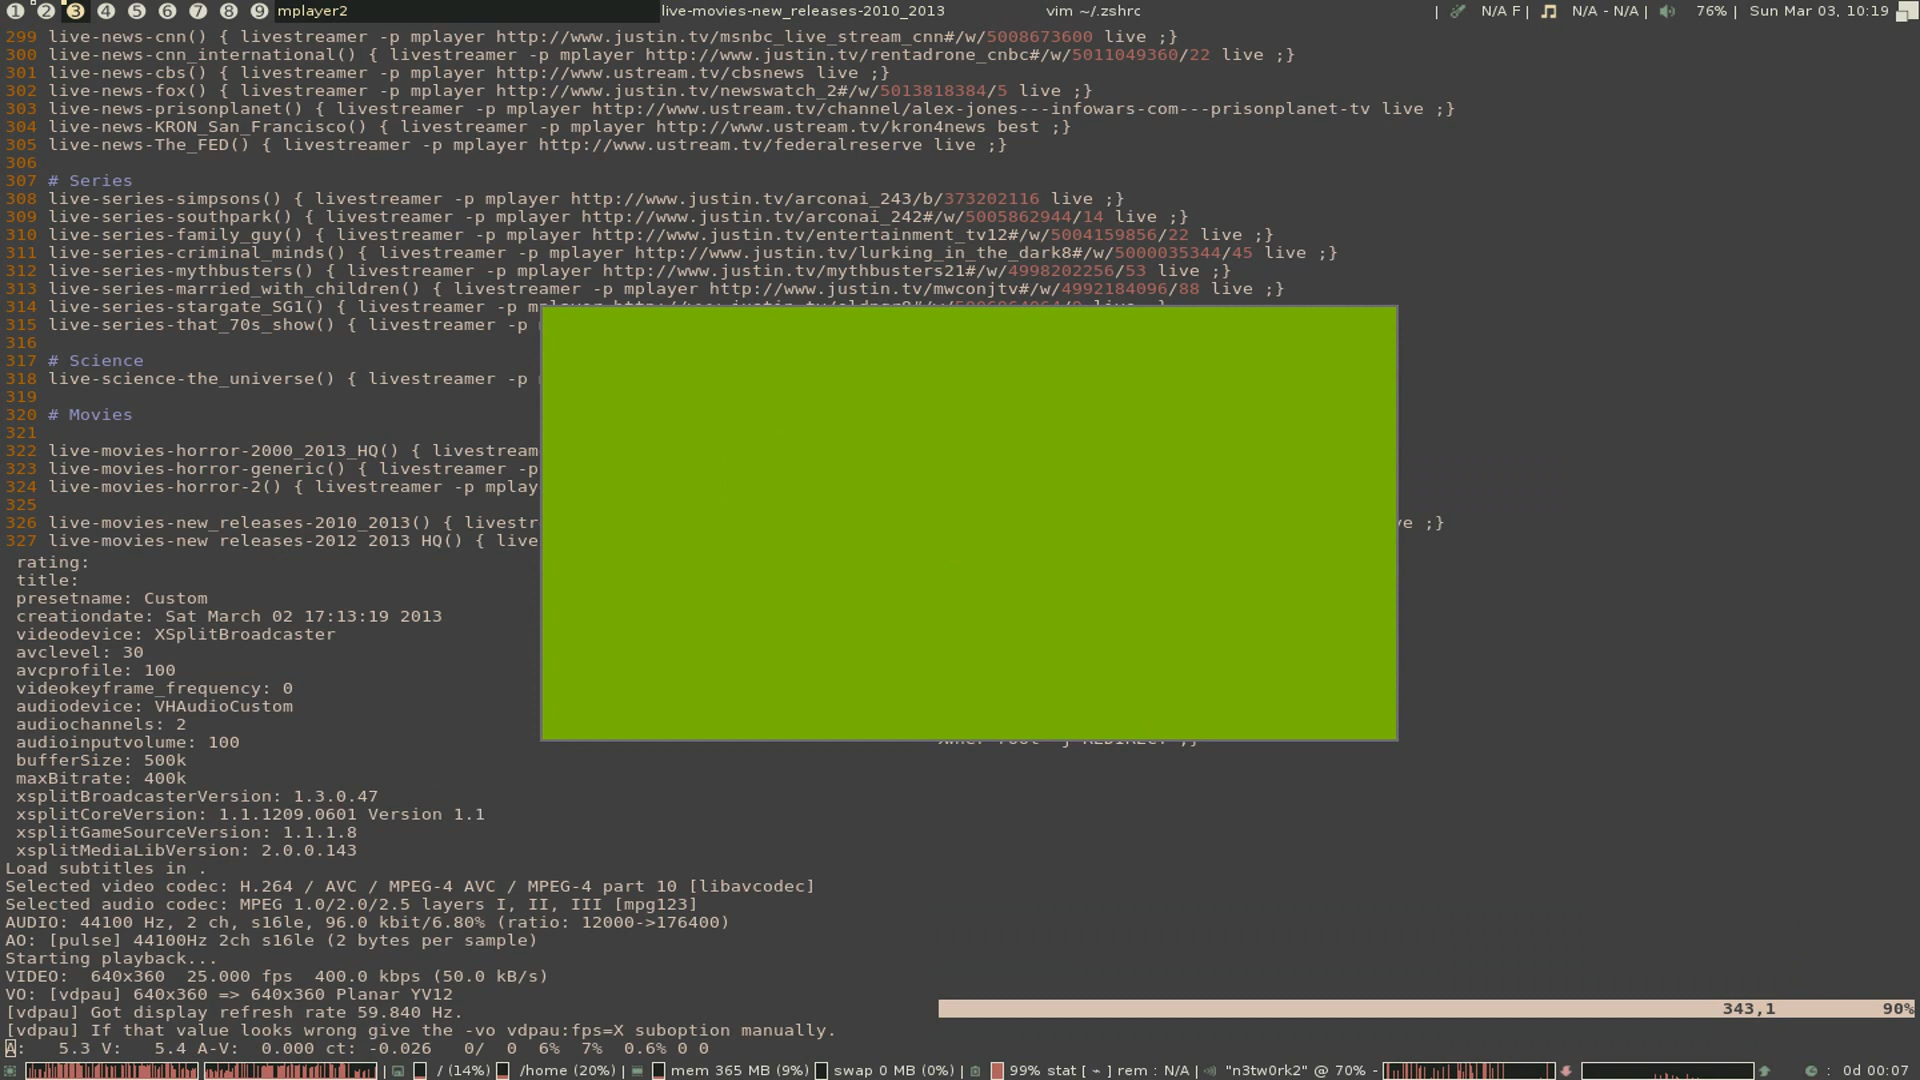 1 2 3 4 5 6 7 8 9 mplayer2 live-movies-new_releases-2010_2013 vim ~/.zshrc | N/A F | N/A - N/A | 76% | Sun Mar 03, 10:19
299 live-news-cnn() { livestreamer -p mplayer http://www.justin.tv/msnbc_live_stream_cnn#/w/5008673600 live ;}
300 live-news-cnn_international() { livestreamer -p mplayer http://www.justin.tv/rentadrone_cnbc#/w/5011049360/22 live ;}
301 live-news-cbs() { livestreamer -p mplayer http://www.ustream.tv/cbsnews live ;}
302 live-news-fox() { livestreamer -p mplayer http://www.justin.tv/newswatch_2#/w/5013818384/5 live ;}
303 live-news-prisonplanet() { livestreamer -p mplayer http://www.ustream.tv/channel/alex-jones---infowars-com---prisonplanet-tv live ;}
304 live-news-KRON_San_Francisco() { livestreamer -p mplayer http://www.ustream.tv/kron4news best ;}
305 live-news-The_FED() { livestreamer -p mplayer http://www.ustream.tv/federalreserve live ;}
306
307 # Series
308 live-series-simpsons() { livestreamer -p mplayer http://www.justin.tv/arconai_243/b/373202116 live ;}
309 live-series-southpark() { livestreamer -p mplayer http://www.justin.tv/arconai_242#/w/5005862944/14 live ;}
310 live-series-family_guy() { livestreamer -p mplayer http://www.justin.tv/entertainment_tv12#/w/5004159856/22 live ;}
311 live-series-criminal_minds() { livestreamer -p mplayer http://www.justin.tv/lurking_in_the_dark8#/w/5000035344/45 live ;}
312 live-series-mythbusters() { livestreamer -p mplayer http://www.justin.tv/mythbusters21#/w/4998202256/53 live ;}
313 live-series-married_with_children() { livestreamer -p mplayer http://www.justin.tv/mwconjtv#/w/4992184096/88 live ;}
314 live-series-stargate_SG1() { livestreamer -p
315 live-series-that_70s_show() { livestreamer -p
316
317 # Science
318 live-science-the_universe() { livestreamer -p
319
320 # Movies
321
322 live-movies-horror-2000_2013_HQ() { livestream
323 live-movies-horror-generic() { livestreamer -p
324 live-movies-horror-2() { livestreamer -p mplay
325
326 live-movies-new_releases-2010_2013() { livestr ve ;}
327 live-movies-new releases-2012 2013 HQ() { live
rating:
title:
presetname: Custom
creationdate: Sat March 02 17:13:19 2013
videodevice: XSplitBroadcaster
avclevel: 30
avcprofile: 100
videokeyframe_frequency: 0
audiodevice: VHAudioCustom
audiochannels: 2
audioinputvolume: 100
bufferSize: 500k
maxBitrate: 400k
xsplitBroadcasterVersion: 1.3.0.47
xsplitCoreVersion: 1.1.1209.0601 Version 1.1
xsplitGameSourceVersion: 1.1.1.8
xsplitMediaLibVersion: 2.0.0.143
Load subtitles in .
Selected video codec: H.264 / AVC / MPEG-4 AVC / MPEG-4 part 10 [libavcodec]
Selected audio codec: MPEG 1.0/2.0/2.5 layers I, II, III [mpg123]
AUDIO: 44100 Hz, 2 ch, s16le, 96.0 kbit/6.80% (ratio: 12000->176400)
AO: [pulse] 44100Hz 2ch s16le (2 bytes per sample)
Starting playback...
VIDEO: 640x360 25.000 fps 400.0 kbps (50.0 kB/s)
VO: [vdpau] 640x360 => 640x360 Planar YV12
[vdpau] Got display refresh rate 59.840 Hz.
343,1 90%
[vdpau] If that value looks wrong give the -vo vdpau:fps=X suboption manually.
A: 5.3 V: 5.4 A-V: 0.000 ct: -0.026 0/ 0 6% 7% 0.6% 0 0
| / (14%) /home (20%) | mem 365 MB (9%) swap 0 MB (0%) | 99% stat [ ~ ] rem : N/A | "n3tw0rk2" @ 70% - : 0d 00:07